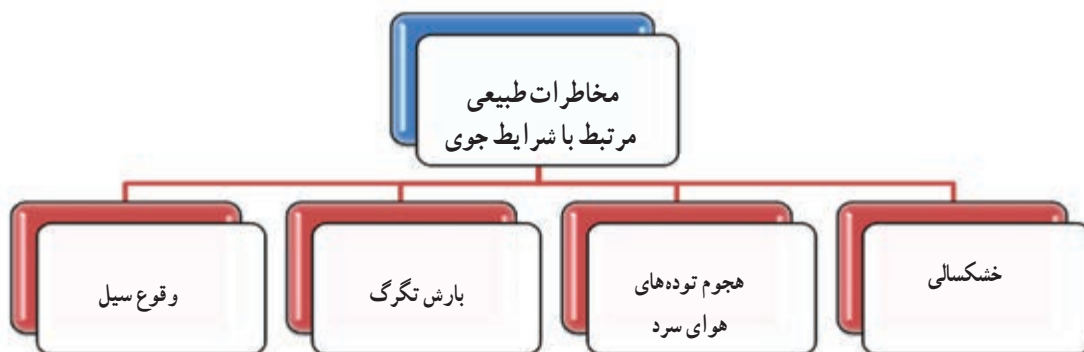 مخاطرات طبیعی
مرتبط با شرایط جوی
خشکسالی
هجوم توده‌های
هوای سرد
بارش تگرگ
وقوع سیل